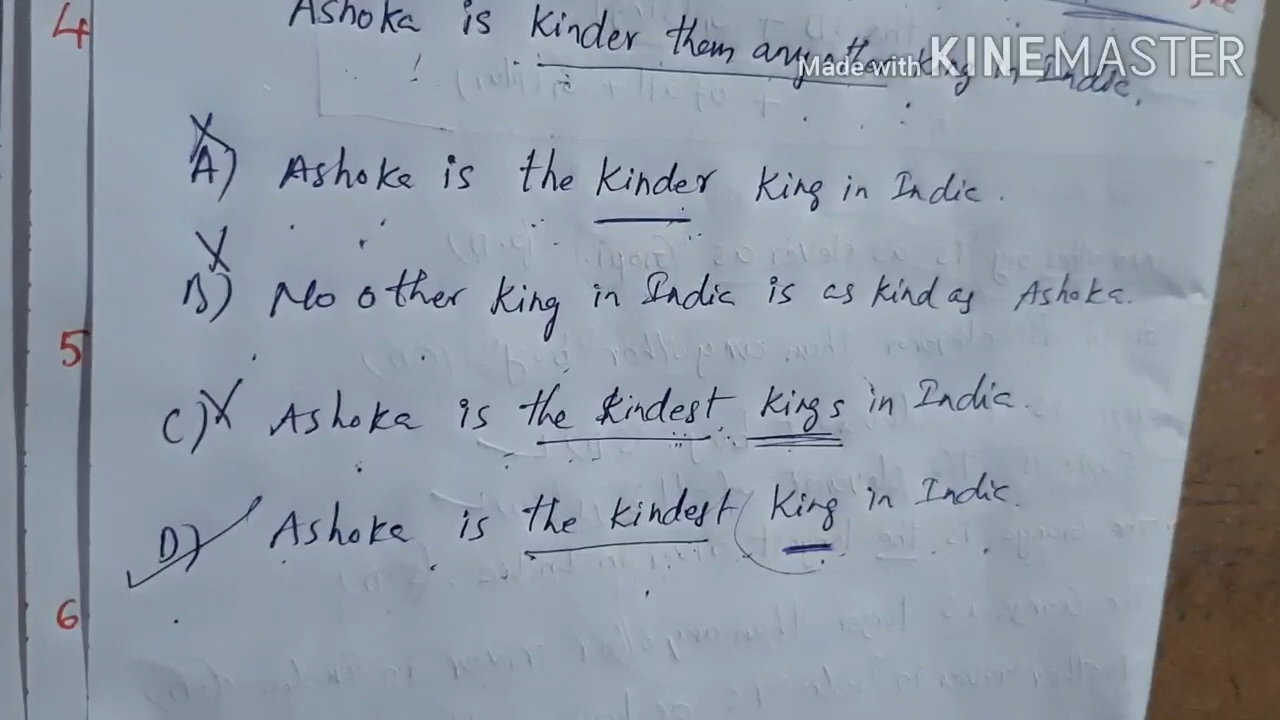 4
Ashoka is kinder them any other king in India.
Made with KINEMASTER
A) Ashoka is the kinder king in India.
B) No other king in India is as kind as Ashoka.
5
C) Ashoka is the kindest kings in India.
D) Ashoka is the kindest king in India.
6